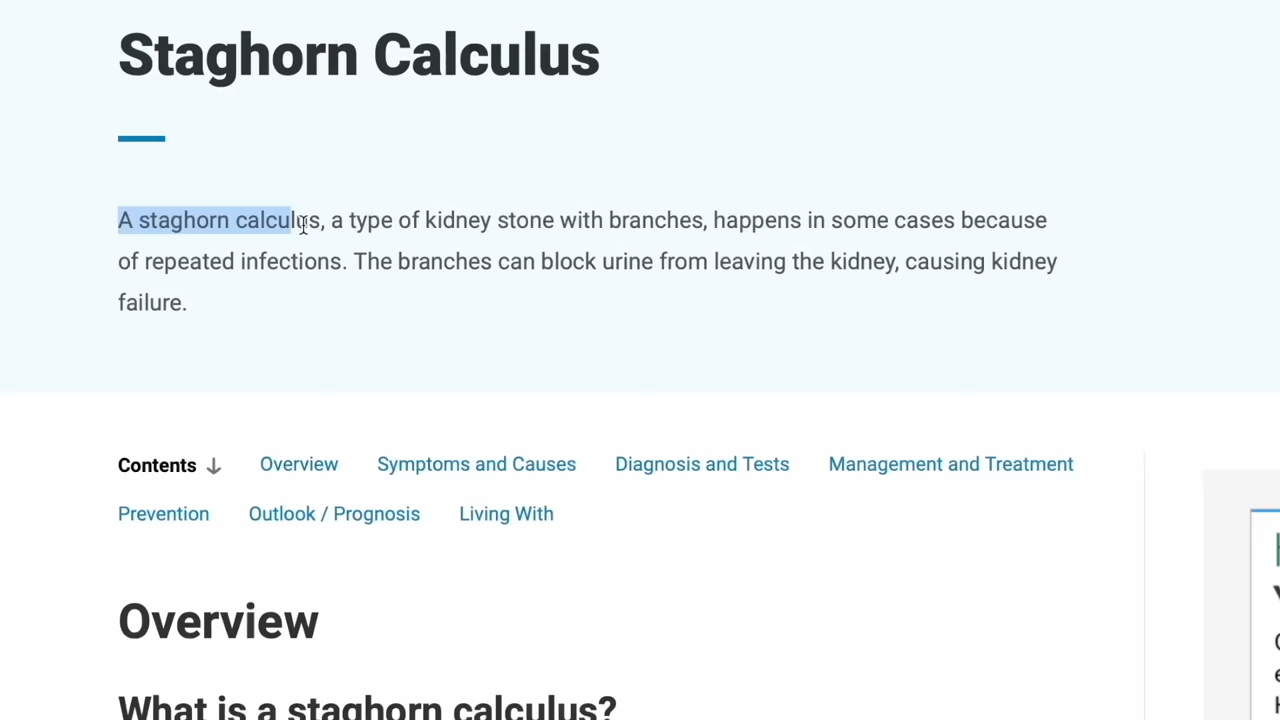 Staghorn Calculus
A staghorn calculus, a type of kidney stone with branches, happens in some cases because
of repeated infections. The branches can block urine from leaving the kidney, causing kidney
failure.
Contents ↓ Overview Symptoms and Causes Diagnosis and Tests Management and Treatment
Prevention Outlook / Prognosis Living With
Overview
What is a staghorn calculus?